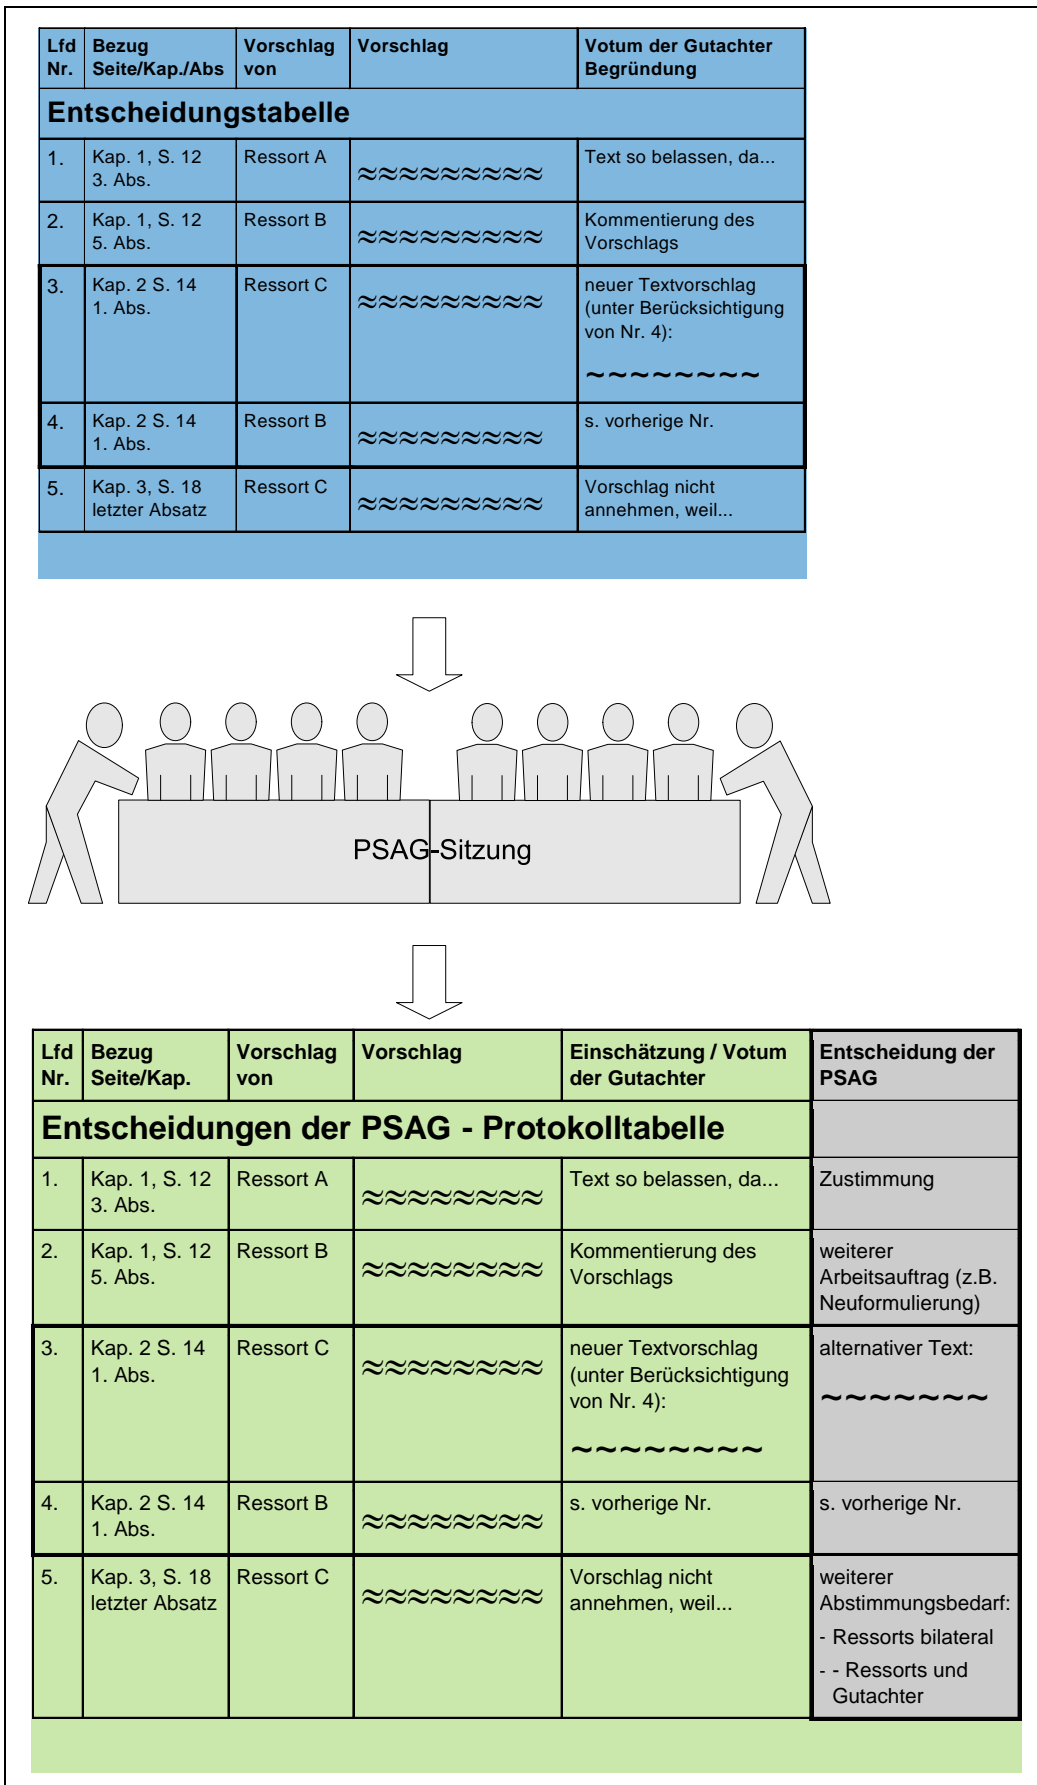 Lfd Nr. | Bezug Seite/Kap./Abs | Vorschlag von | Vorschlag | Votum der Gutachter Begründung
Entscheidungstabelle
1. | Kap. 1, S. 12 3. Abs. | Ressort A | ≈≈≈≈≈≈≈≈≈ | Text so belassen, da...
2. | Kap. 1, S. 12 5. Abs. | Ressort B | ≈≈≈≈≈≈≈≈≈ | Kommentierung des Vorschlags
3. | Kap. 2 S. 14 1. Abs. | Ressort C | ≈≈≈≈≈≈≈≈≈ | neuer Textvorschlag (unter Berücksichtigung von Nr. 4): ~~~~~~~~
4. | Kap. 2 S. 14 1. Abs. | Ressort B | ≈≈≈≈≈≈≈≈≈ | s. vorherige Nr.
5. | Kap. 3, S. 18 letzter Absatz | Ressort C | ≈≈≈≈≈≈≈≈≈ | Vorschlag nicht annehmen, weil...
PSAG-Sitzung
Lfd Nr. | Bezug Seite/Kap. | Vorschlag von | Vorschlag | Einschätzung / Votum der Gutachter | Entscheidung der PSAG
Entscheidungen der PSAG - Protokolltabelle
1. | Kap. 1, S. 12 3. Abs. | Ressort A | ≈≈≈≈≈≈≈≈≈ | Text so belassen, da... | Zustimmung
2. | Kap. 1, S. 12 5. Abs. | Ressort B | ≈≈≈≈≈≈≈≈≈ | Kommentierung des Vorschlags | weiterer Arbeitsauftrag (z.B. Neuformulierung)
3. | Kap. 2 S. 14 1. Abs. | Ressort C | ≈≈≈≈≈≈≈≈≈ | neuer Textvorschlag (unter Berücksichtigung von Nr. 4): ~~~~~~~~ | alternativer Text: ~~~~~~~
4. | Kap. 2 S. 14 1. Abs. | Ressort B | ≈≈≈≈≈≈≈≈≈ | s. vorherige Nr. | s. vorherige Nr.
5. | Kap. 3, S. 18 letzter Absatz | Ressort C | ≈≈≈≈≈≈≈≈≈ | Vorschlag nicht annehmen, weil... | weiterer Abstimmungsbedarf: - Ressorts bilateral - - Ressorts und Gutachter